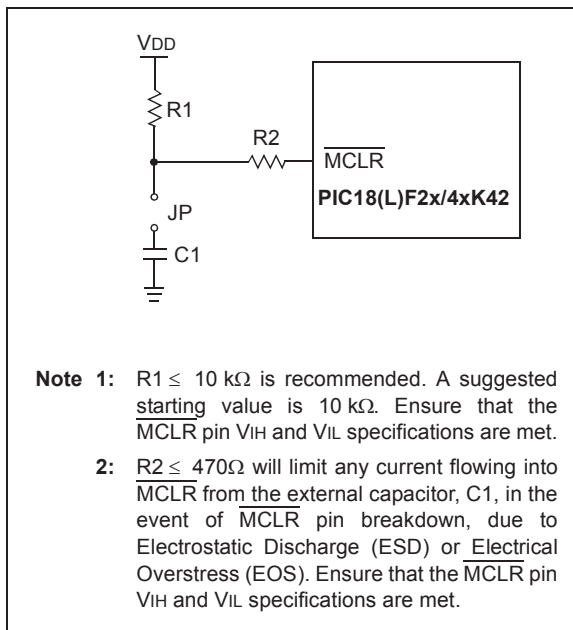 VDD
R1
R2
MCLR
PIC18(L)F2x/4xK42
JP
C1
Note 1: R1 ≤ 10 kΩ is recommended. A suggested
starting value is 10 kΩ. Ensure that the
MCLR pin VIH and VIL specifications are met.
2: R2 ≤ 470Ω will limit any current flowing into
MCLR from the external capacitor, C1, in the
event of MCLR pin breakdown, due to
Electrostatic Discharge (ESD) or Electrical
Overstress (EOS). Ensure that the MCLR pin
VIH and VIL specifications are met.